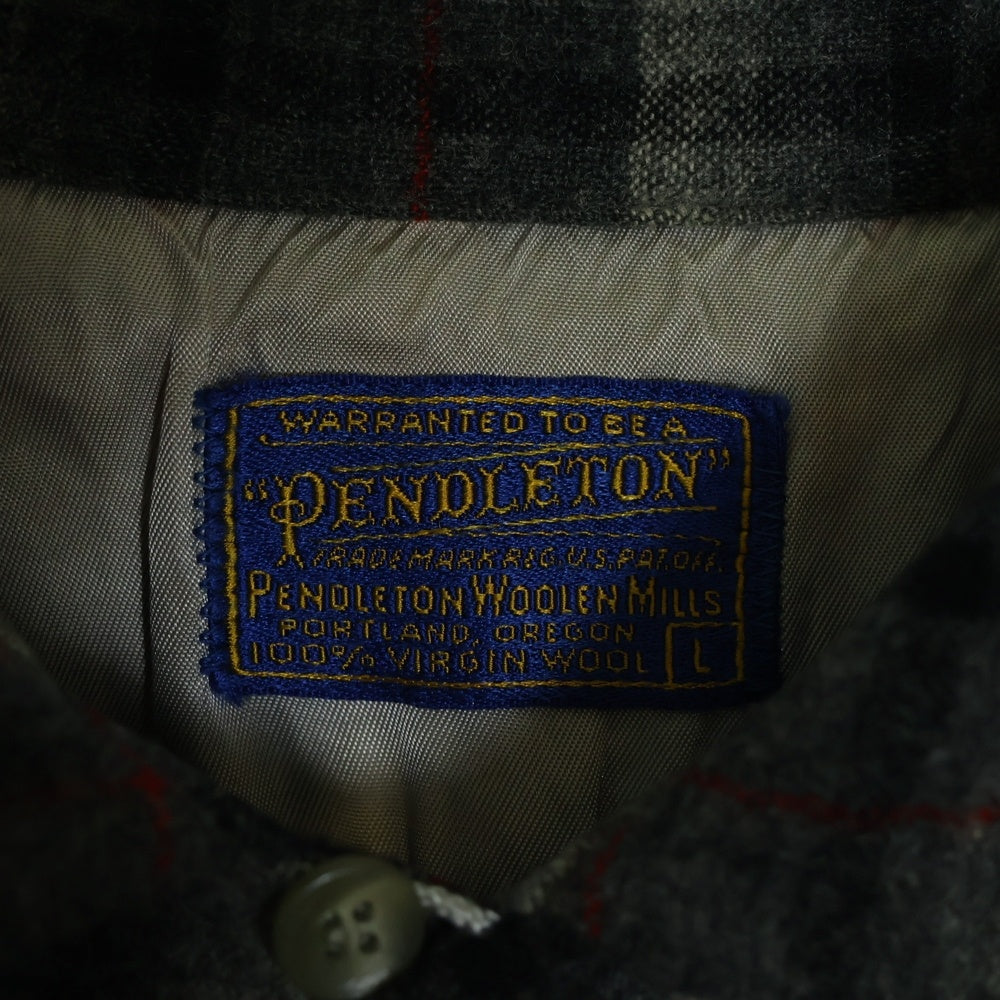 WARRANTED TO BE A
"PENDLETON"
TRADE MARK REG. U.S. PAT. OFF.
PENDLETON WOOLEN MILLS
PORTLAND, OREGON
100% VIRGIN WOOL L